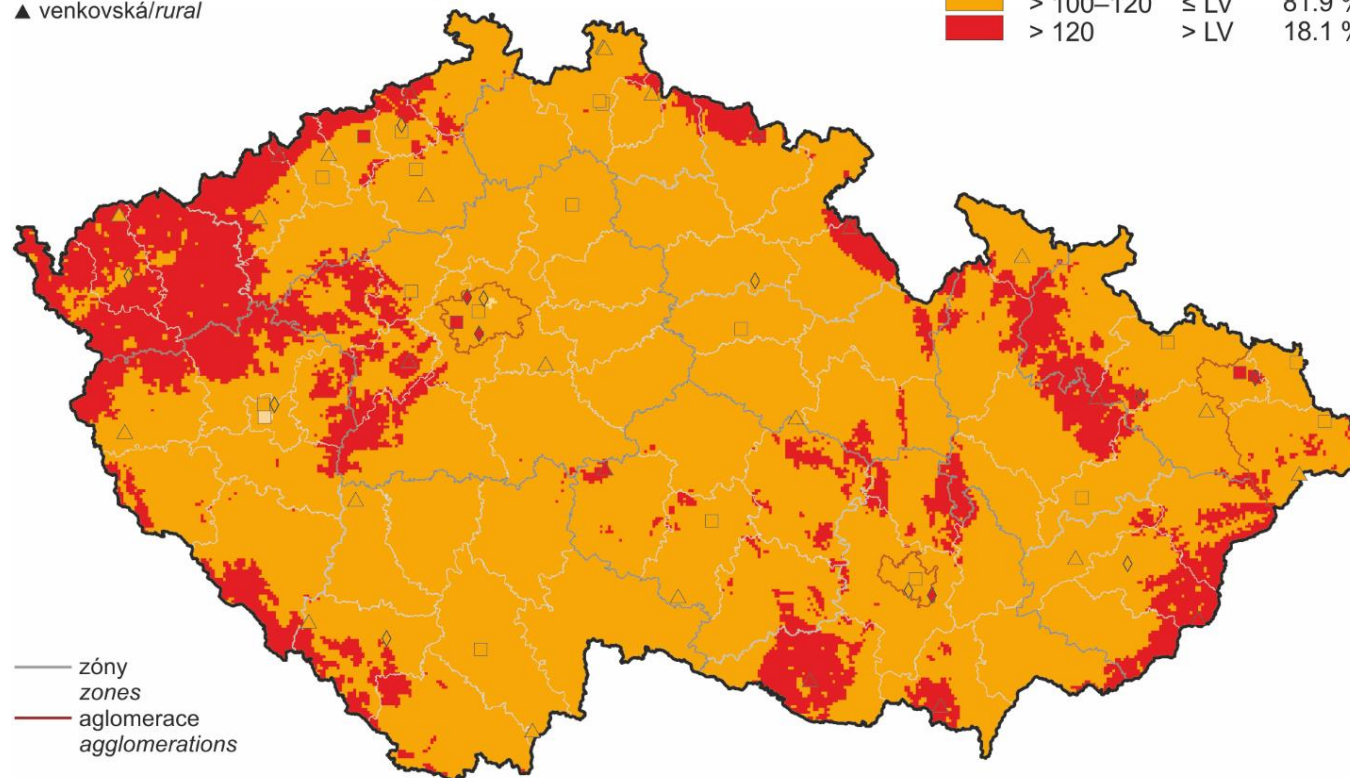 ▲ venkovská/rural
> 100–120 ≤ LV 81.9 %
> 120 > LV 18.1 %
zóny
zones
aglomerace
agglomerations